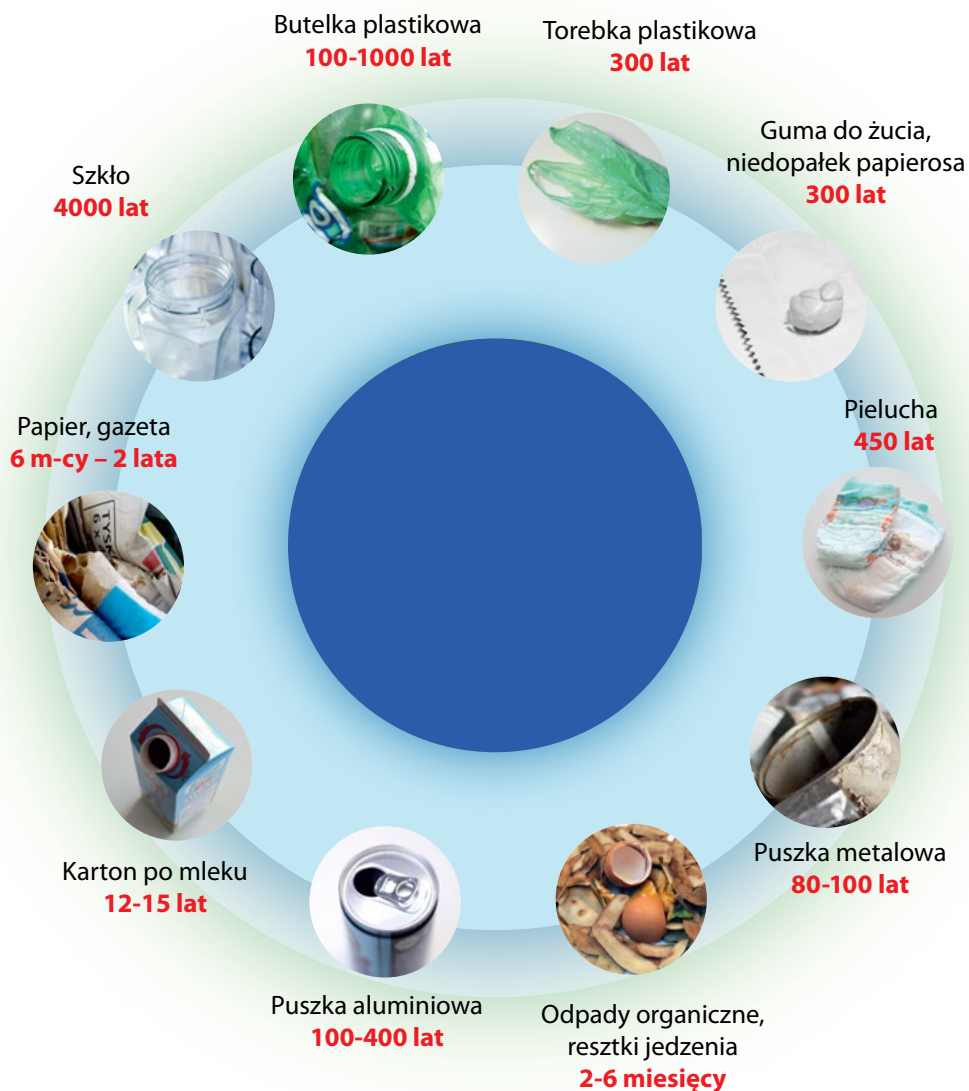 Butelka plastikowa
100-1000 lat
Torebka plastikowa
300 lat
Guma do żucia,
niedopałek papierosa
300 lat
Szkło
4000 lat
Pielucha
450 lat
Papier, gazeta
6 m-cy – 2 lata
TYSK
6 x
Puszka metalowa
80-100 lat
Karton po mleku
12-15 lat
Puszka aluminiowa
100-400 lat
Odpady organiczne,
resztki jedzenia
2-6 miesięcy